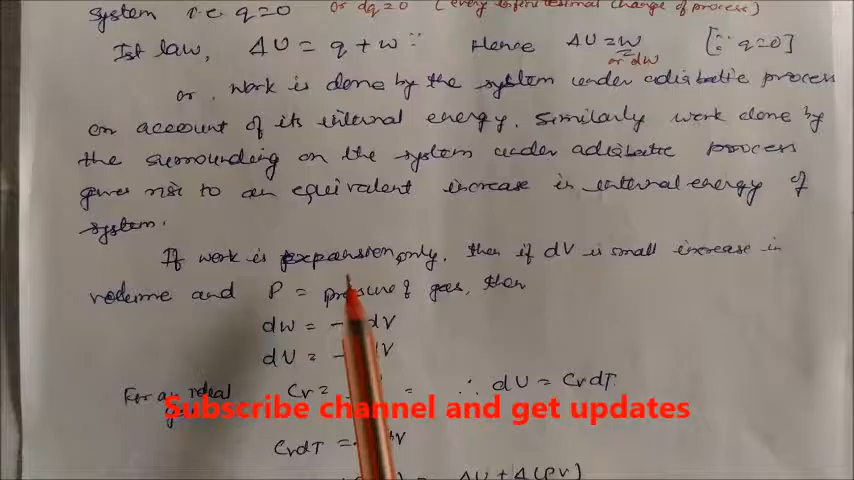 system i.e. q=0 or dq=0 (every infinitesimal change of process)
Ist law, ΔU = q + w ∵ Hence ΔU = W [∵ q=0]
or dW
or, work is done by the system under adiabatic process
on account of its internal energy. Similarly work done by
the surrounding on the system under adiabatic process
gives rise to an equivalent increase in internal energy of
system.
If work is expansion only, then if dV is small increase in
volume and P = pressure of gas, then
dW = - dV
dU = - dV
For an ideal Cv = = ∴ dU = CvdT
Subscribe channel and get updates
CvdT = V
ΔU + Δ(PV)